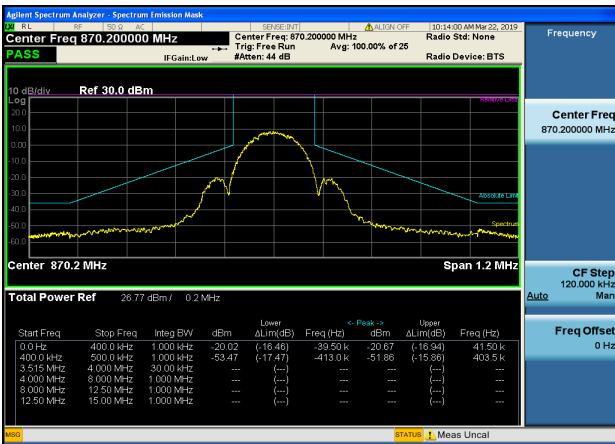 Agilent Spectrum Analyzer - Spectrum Emission Mask
RL RF 50 Ω AC SENSE:INT ALIGN OFF 10:14:00 AM Mar 22, 2019
Center Freq 870.200000 MHz Center Freq: 870.200000 MHz Radio Std: None
Trig: Free Run Avg: 100.00% of 25
PASS IFGain:Low #Atten: 44 dB Radio Device: BTS
Frequency
10 dB/div Ref 30.0 dBm
Log
Relative Limit
20.0
10.0
0.00
-10.0
-20.0
-30.0
Absolute Limit
-40.0
-50.0
Spectrum
-60.0
Center 870.2 MHz Span 1.2 MHz
Center Freq
870.200000 MHz
CF Step
120.000 kHz
Auto Man
Freq Offset
0 Hz
Total Power Ref 26.77 dBm / 0.2 MHz
Lower <- Peak -> Upper
Start Freq Stop Freq Integ BW dBm ΔLim(dB) Freq (Hz) dBm ΔLim(dB) Freq (Hz)
0.0 Hz 400.0 kHz 1.000 kHz -20.02 (-16.46) -39.50 k -20.67 (-16.94) 41.50 k
400.0 kHz 500.0 kHz 1.000 kHz -53.47 (-17.47) -413.0 k -51.86 (-15.86) 403.5 k
3.515 MHz 4.000 MHz 30.00 kHz --- (---) --- --- (---) ---
4.000 MHz 8.000 MHz 1.000 MHz --- (---) --- --- (---) ---
8.000 MHz 12.50 MHz 1.000 MHz --- (---) --- --- (---) ---
12.50 MHz 15.00 MHz 1.000 MHz --- (---) --- --- (---) ---
MSG STATUS Meas Uncal